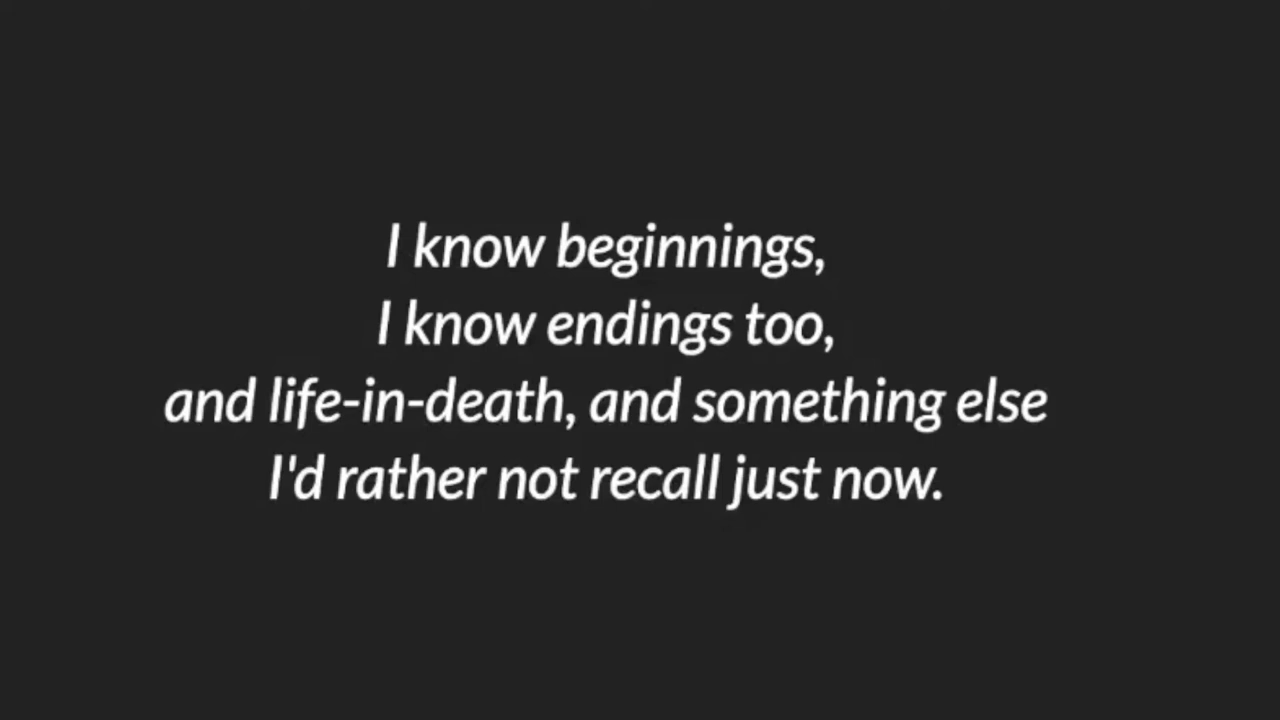 I know beginnings,
I know endings too,
and life-in-death, and something else
I'd rather not recall just now.